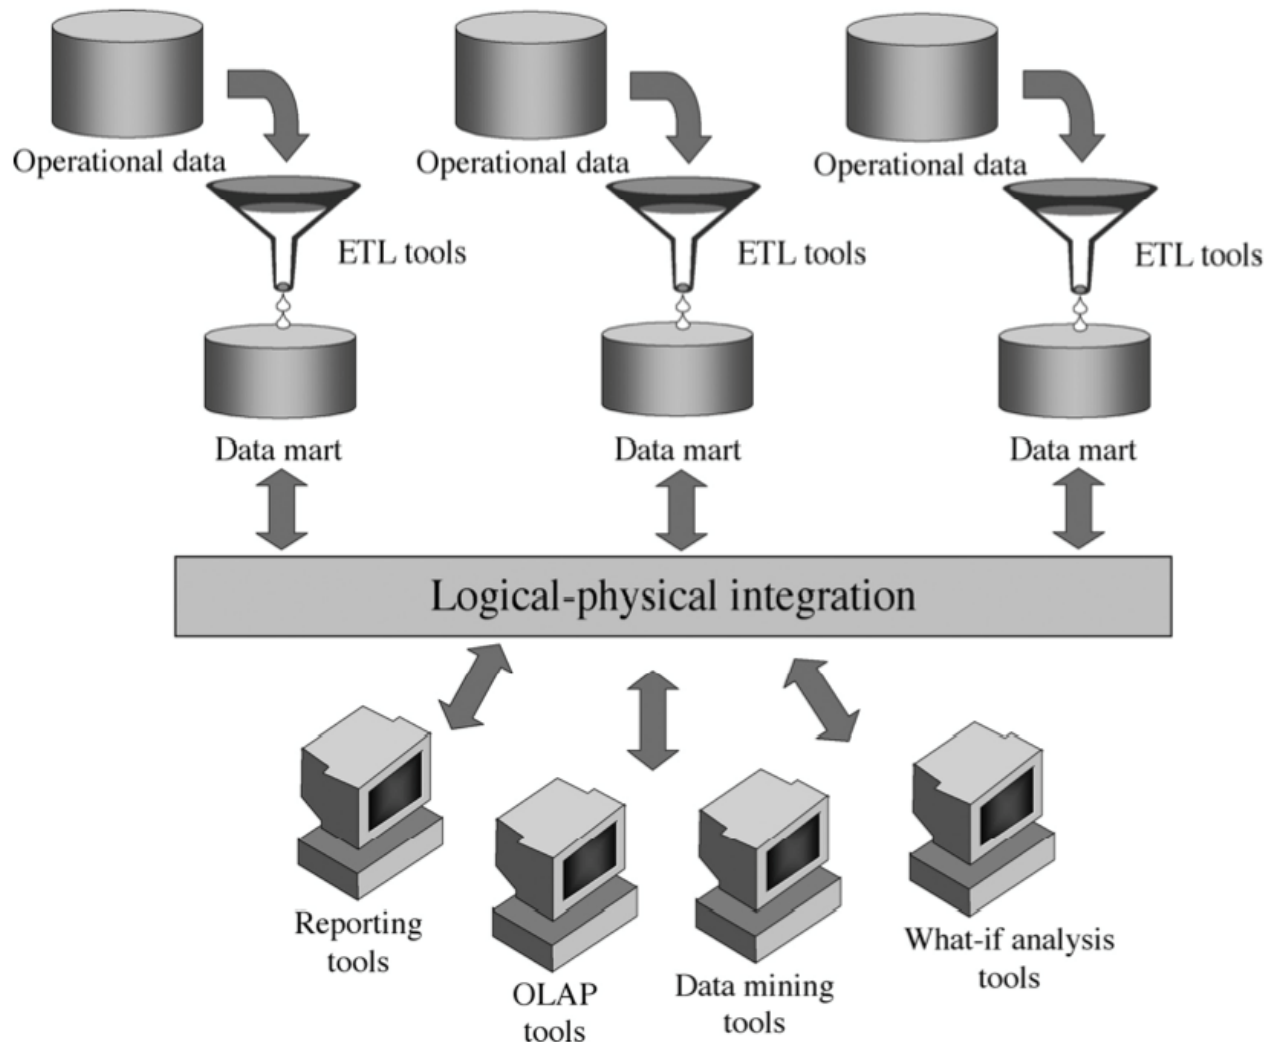 Operational data
Operational data
Operational data
ETL tools
ETL tools
ETL tools
Data mart
Data mart
Data mart
Logical-physical integration
Reporting
tools
OLAP
tools
Data mining
tools
What-if analysis
tools